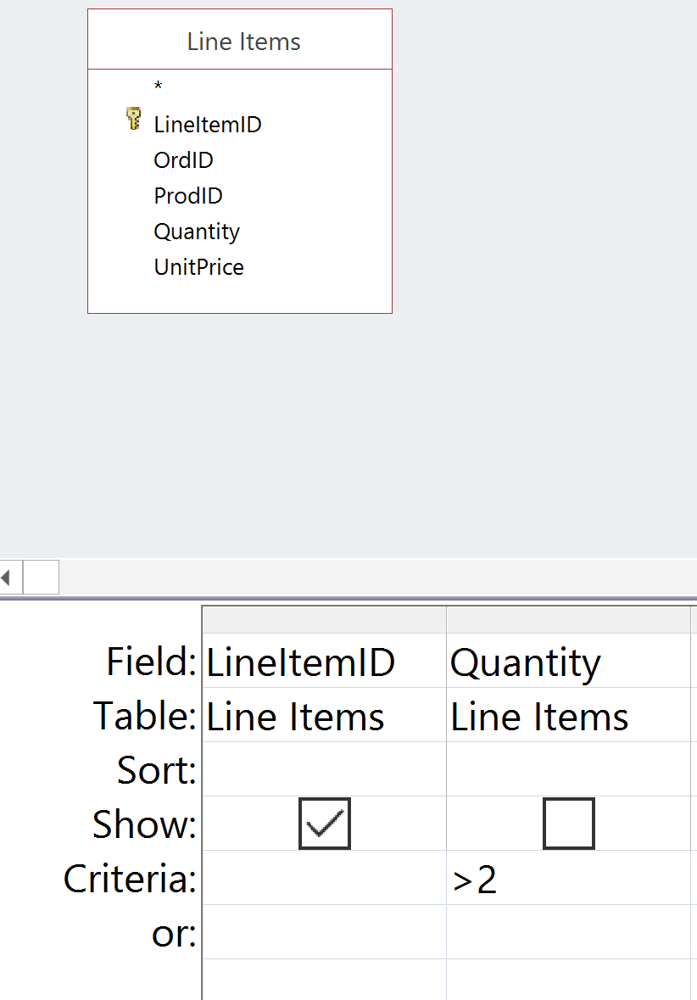 Line Items
*
LineItemID
OrdID
ProdID
Quantity
UnitPrice
Field: LineItemID Quantity
Table: Line Items Line Items
Sort:
Show:
Criteria: >2
or: